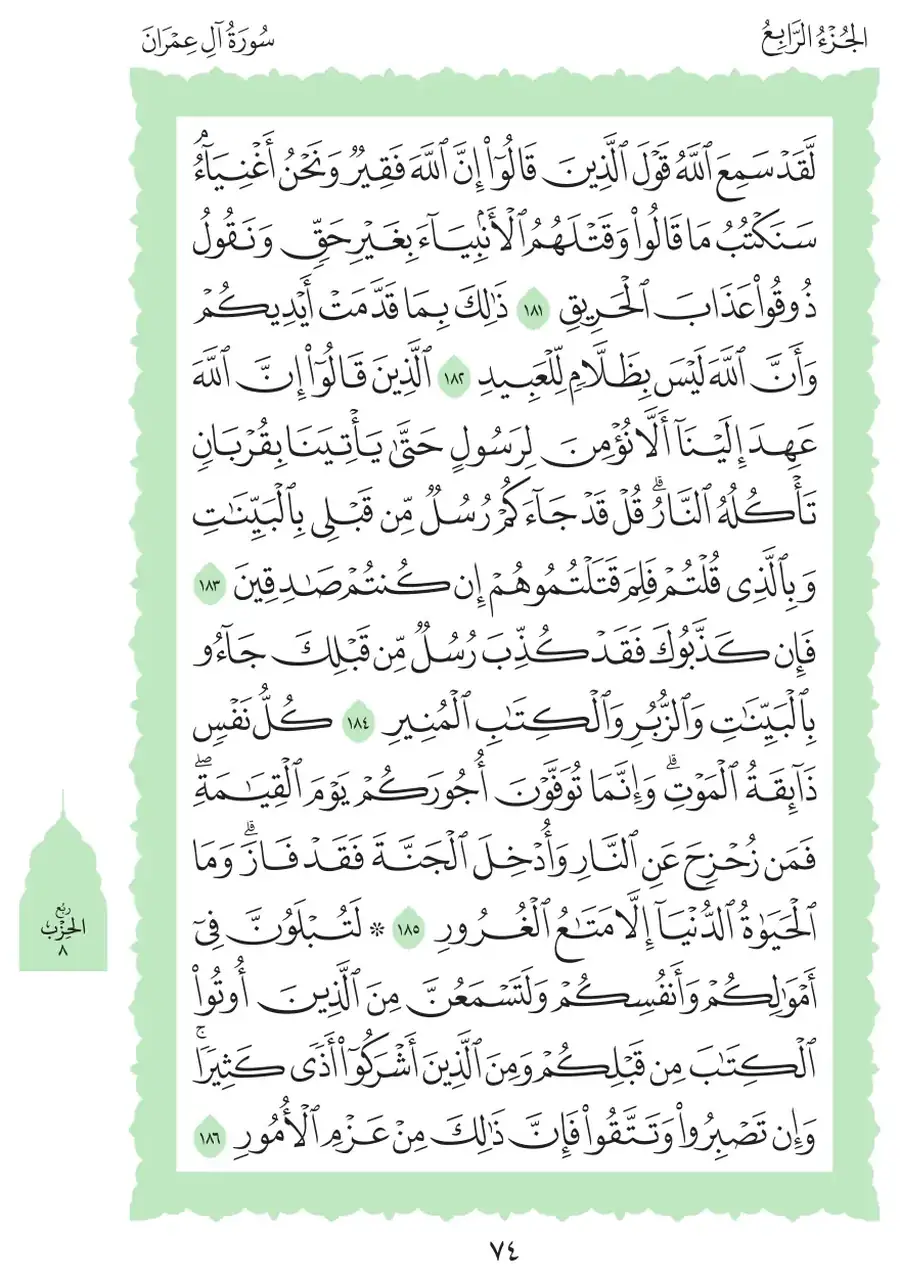 الجُزْءُ الرَّابِعُ
سُورَةُ آلِ عِمْرَانَ
لَّقَدْ سَمِعَ ٱللَّهُ قَوْلَ ٱلَّذِينَ قَالُوٓا۟ إِنَّ ٱللَّهَ فَقِيرٌ وَنَحْنُ أَغْنِيَآءُ ۘ
سَنَكْتُبُ مَا قَالُوا۟ وَقَتْلَهُمُ ٱلْأَنۢبِيَآءَ بِغَيْرِ حَقٍّ وَنَقُولُ
ذُوقُوا۟ عَذَابَ ٱلْحَرِيقِ ١٨١ ذَٰلِكَ بِمَا قَدَّمَتْ أَيْدِيكُمْ
وَأَنَّ ٱللَّهَ لَيْسَ بِظَلَّامٍ لِّلْعَبِيدِ ١٨٢ ٱلَّذِينَ قَالُوٓا۟ إِنَّ ٱللَّهَ
عَهِدَ إِلَيْنَآ أَلَّا نُؤْمِنَ لِرَسُولٍ حَتَّىٰ يَأْتِيَنَا بِقُرْبَانٍ
تَأْكُلُهُ ٱلنَّارُ ۗ قُلْ قَدْ جَآءَكُمْ رُسُلٌ مِّن قَبْلِى بِٱلْبَيِّنَٰتِ
وَبِٱلَّذِى قُلْتُمْ فَلِمَ قَتَلْتُمُوهُمْ إِن كُنتُمْ صَٰدِقِينَ ١٨٣
فَإِن كَذَّبُوكَ فَقَدْ كُذِّبَ رُسُلٌ مِّن قَبْلِكَ جَآءُو
بِٱلْبَيِّنَٰتِ وَٱلزُّبُرِ وَٱلْكِتَٰبِ ٱلْمُنِيرِ ١٨٤ كُلُّ نَفْسٍ
ذَآئِقَةُ ٱلْمَوْتِ ۗ وَإِنَّمَا تُوَفَّوْنَ أُجُورَكُمْ يَوْمَ ٱلْقِيَٰمَةِ ۖ
فَمَن زُحْزِحَ عَنِ ٱلنَّارِ وَأُدْخِلَ ٱلْجَنَّةَ فَقَدْ فَازَ ۗ وَمَا
ٱلْحَيَوٰةُ ٱلدُّنْيَآ إِلَّا مَتَٰعُ ٱلْغُرُورِ ١٨٥ * لَتُبْلَوُنَّ فِىٓ
أَمْوَٰلِكُمْ وَأَنفُسِكُمْ وَلَتَسْمَعُنَّ مِنَ ٱلَّذِينَ أُوتُوا۟
ٱلْكِتَٰبَ مِن قَبْلِكُمْ وَمِنَ ٱلَّذِينَ أَشْرَكُوٓا۟ أَذًى كَثِيرًا ۚ
وَإِن تَصْبِرُوا۟ وَتَتَّقُوا۟ فَإِنَّ ذَٰلِكَ مِنْ عَزْمِ ٱلْأُمُورِ ١٨٦
رُبْع
الحِزْب
٨
٧٤